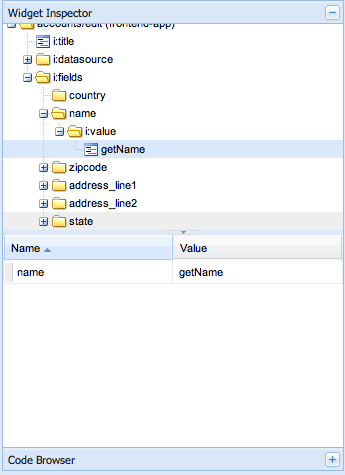 Widget Inspector
accounts/edit (frontend-app)
i:title
i:datasource
i:fields
country
name
i:value
getName
zipcode
address_line1
address_line2
state
Name Value
name getName
Code Browser